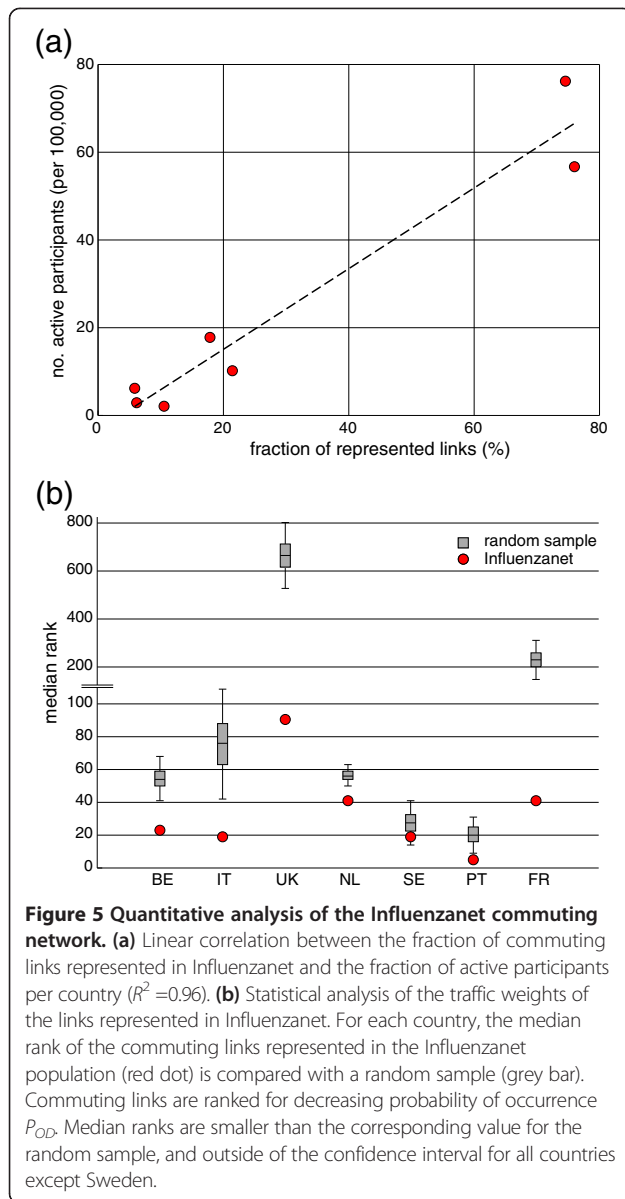 (a)
80
60
40
20
0
no. active participants (per 100,000)
0 20 40 60 80
fraction of represented links (%)
(b)
800
600
400
200
100
80
60
40
20
0
median rank
random sample
Influenzanet
BE IT UK NL SE PT FR
Figure 5 Quantitative analysis of the Influenzanet commuting
network. (a) Linear correlation between the fraction of commuting
links represented in Influenzanet and the fraction of active participants
per country (R² =0.96). (b) Statistical analysis of the traffic weights of
the links represented in Influenzanet. For each country, the median
rank of the commuting links represented in the Influenzanet
population (red dot) is compared with a random sample (grey bar).
Commuting links are ranked for decreasing probability of occurrence
P_OD. Median ranks are smaller than the corresponding value for the
random sample, and outside of the confidence interval for all countries
except Sweden.